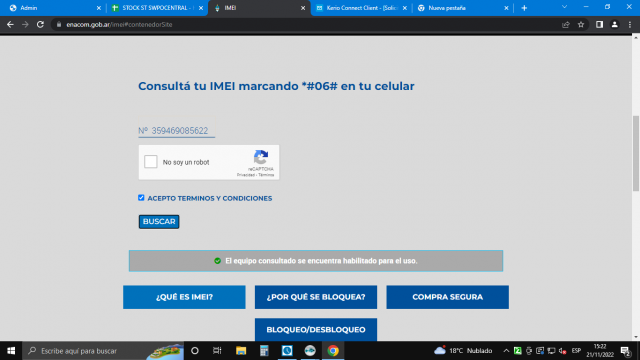 Admin
STOCK ST SWPOCENTRAL -
IMEI
Kerio Connect Client - [Solic
Nueva pestaña
enacom.gob.ar/imei#contenedorSite
Consultá tu IMEI marcando *#06# en tu celular
Nº 359469085622
No soy un robot
reCAPTCHA
Privacidad - Términos
ACEPTO TERMINOS Y CONDICIONES
BUSCAR
El equipo consultado se encuentra habilitado para el uso.
¿QUÉ ES IMEI?
¿POR QUÉ SE BLOQUEA?
COMPRA SEGURA
BLOQUEO/DESBLOQUEO
Escribe aquí para buscar
18°C Nublado
ESP
15:22
21/11/2022